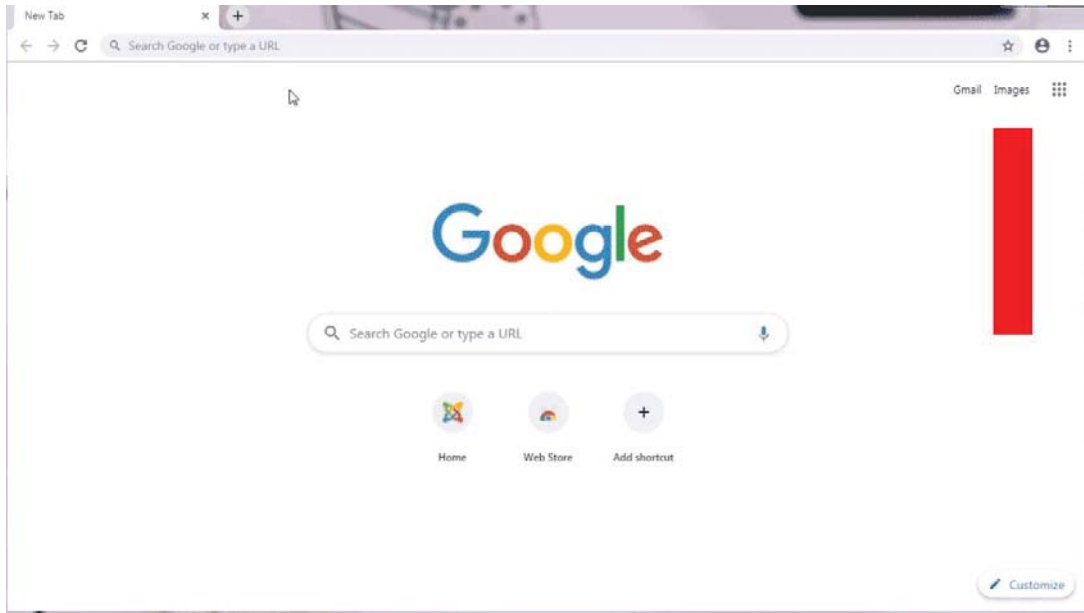 New Tab
Search Google or type a URL
Gmail Images
Google
Search Google or type a URL
Home Web Store Add shortcut
Customize